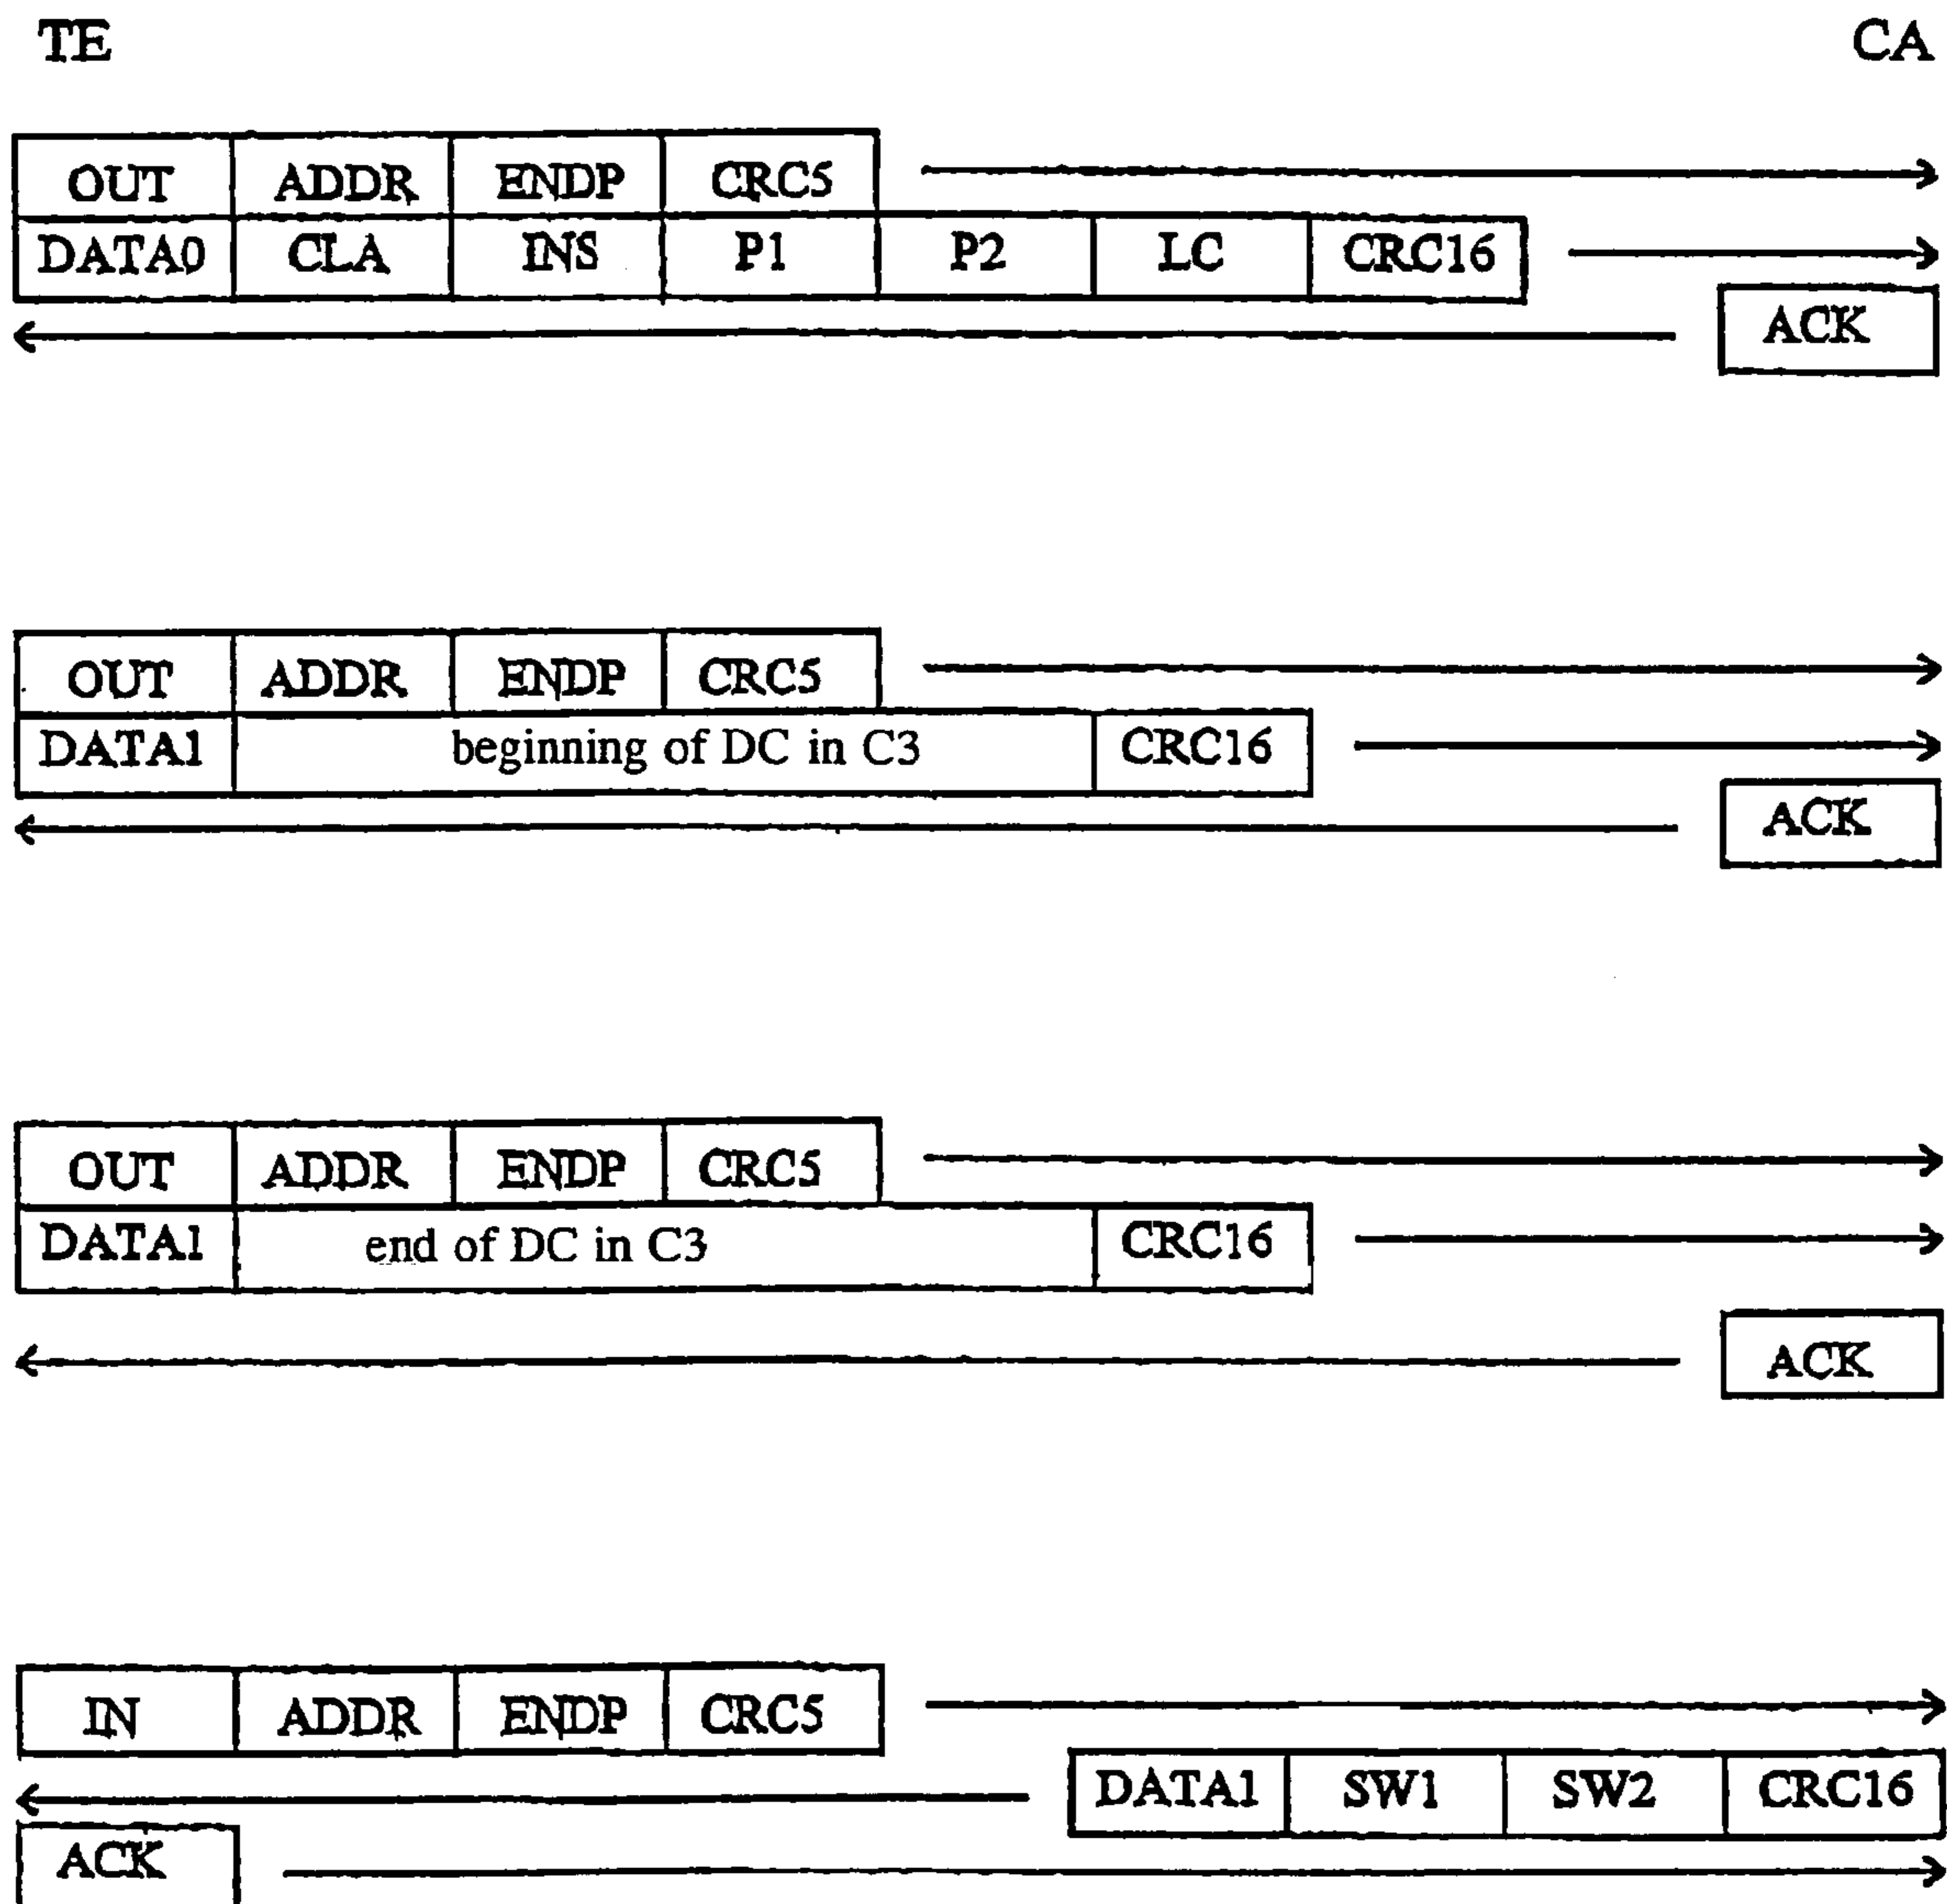 TE CA
OUT ADDR ENDP CRC5
DATA0 CLA INS P1 P2 LC CRC16
ACK
OUT ADDR ENDP CRC5
DATA1 beginning of DC in C3 CRC16
ACK
OUT ADDR ENDP CRC5
DATA1 end of DC in C3 CRC16
ACK
IN ADDR ENDP CRC5
DATA1 SW1 SW2 CRC16
ACK